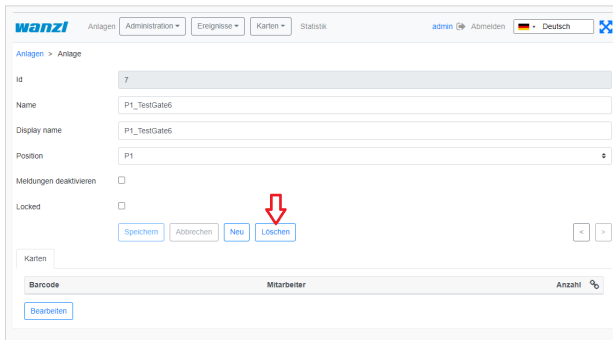 wanzl Anlagen Administration Ereignisse Karten Statistik admin Abmelden Deutsch
Anlagen > Anlage
Id 7
Name P1_TestGate6
Display name P1_TestGate6
Position P1
Meldungen deaktivieren
Locked
Speichern Abbrechen Neu Löschen < >
Karten
Barcode Mitarbeiter Anzahl
Bearbeiten